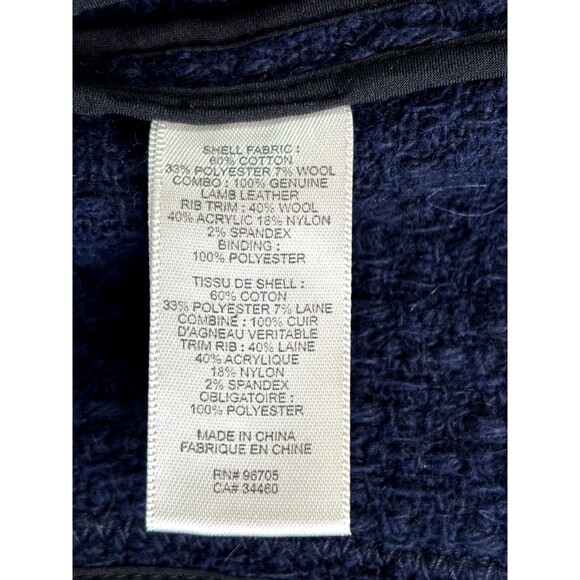 SHELL FABRIC :
60% COTTON
33% POLYESTER 7% WOOL
COMBO : 100% GENUINE
LAMB LEATHER
RIB TRIM : 40% WOOL
40% ACRYLIC 18% NYLON
2% SPANDEX
BINDING :
100% POLYESTER
TISSU DE SHELL :
60% COTON
33% POLYESTER 7% LAINE
COMBINE : 100% CUIR
D'AGNEAU VERITABLE
TRIM RIB : 40% LAINE
40% ACRYLIQUE
18% NYLON
2% SPANDEX
OBLIGATOIRE :
100% POLYESTER
MADE IN CHINA
FABRIQUE EN CHINE
RN# 96705
CA# 34460